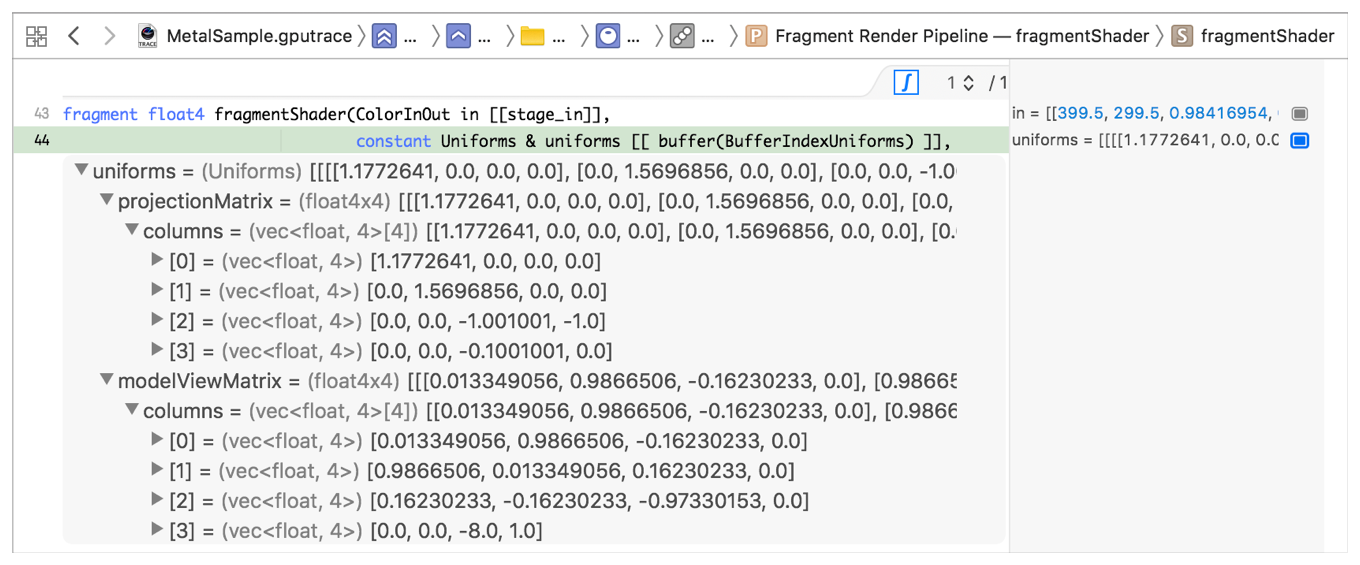 TRACE MetalSample.gputrace ... ... ... ... ... P Fragment Render Pipeline — fragmentShader S fragmentShader
∫ 1 / 1
43 fragment float4 fragmentShader(ColorInOut in [[stage_in]], in = [[399.5, 299.5, 0.98416954,
44 constant Uniforms & uniforms [[ buffer(BufferIndexUniforms) ]], uniforms = [[[[1.1772641, 0.0, 0.0
uniforms = (Uniforms) [[[[1.1772641, 0.0, 0.0, 0.0], [0.0, 1.5696856, 0.0, 0.0], [0.0, 0.0, -1.00
projectionMatrix = (float4x4) [[[1.1772641, 0.0, 0.0, 0.0], [0.0, 1.5696856, 0.0, 0.0], [0.0,
columns = (vec<float, 4>[4]) [[1.1772641, 0.0, 0.0, 0.0], [0.0, 1.5696856, 0.0, 0.0], [0.
[0] = (vec<float, 4>) [1.1772641, 0.0, 0.0, 0.0]
[1] = (vec<float, 4>) [0.0, 1.5696856, 0.0, 0.0]
[2] = (vec<float, 4>) [0.0, 0.0, -1.001001, -1.0]
[3] = (vec<float, 4>) [0.0, 0.0, -0.1001001, 0.0]
modelViewMatrix = (float4x4) [[[0.013349056, 0.9866506, -0.16230233, 0.0], [0.98665
columns = (vec<float, 4>[4]) [[0.013349056, 0.9866506, -0.16230233, 0.0], [0.9866
[0] = (vec<float, 4>) [0.013349056, 0.9866506, -0.16230233, 0.0]
[1] = (vec<float, 4>) [0.9866506, 0.013349056, 0.16230233, 0.0]
[2] = (vec<float, 4>) [0.16230233, -0.16230233, -0.97330153, 0.0]
[3] = (vec<float, 4>) [0.0, 0.0, -8.0, 1.0]